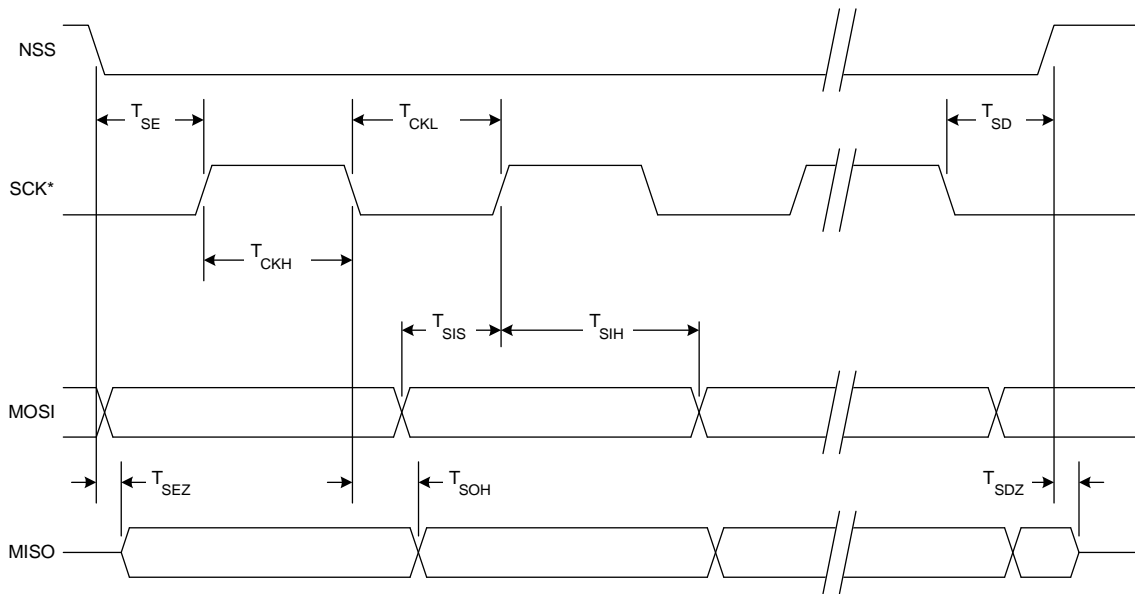 NSS
T_SE
T_CKL
T_SD
SCK*
T_CKH
T_SIS
T_SIH
MOSI
T_SEZ
T_SOH
T_SDZ
MISO